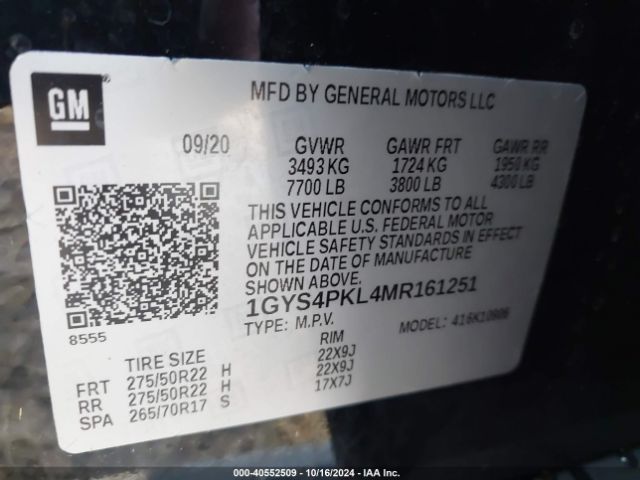 GM
MFD BY GENERAL MOTORS LLC
09/20 GVWR GAWR FRT GAWR RR
3493 KG 1724 KG 1950 KG
7700 LB 3800 LB 4300 LB
THIS VEHICLE CONFORMS TO ALL
APPLICABLE U.S. FEDERAL MOTOR
VEHICLE SAFETY STANDARDS IN EFFECT
ON THE DATE OF MANUFACTURE
SHOWN ABOVE.
1GYS4PKL4MR161251
TYPE: M.P.V. MODEL:
8555
TIRE SIZE RIM
FRT 275/50R22 H 22X9J
RR 275/50R22 H 22X9J
SPA 265/70R17 S 17X7J
000-40552509 | 10/16/2024 | IAA Inc.